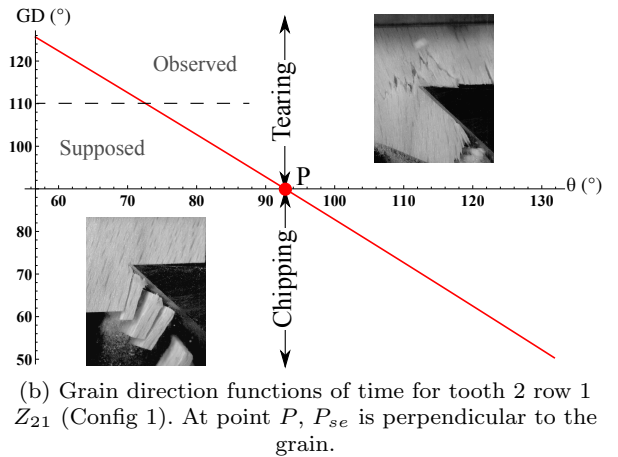 GD (°)
120
Observed
110
Tearing
100
Supposed
P
θ (°)
60
70
80
90
100
110
120
130
80
70
Chipping
60
50
(b) Grain direction functions of time for tooth 2 row 1
Z21 (Config 1). At point P, Pse is perpendicular to the
grain.